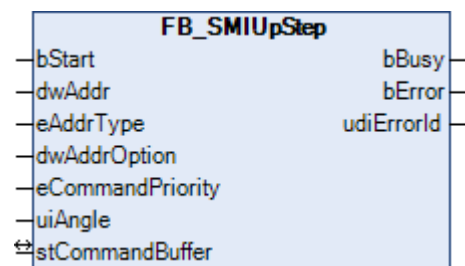 FB_SMIUpStep
bStart bBusy
dwAddr bError
eAddrType udiErrorId
dwAddrOption
eCommandPriority
uiAngle
stCommandBuffer